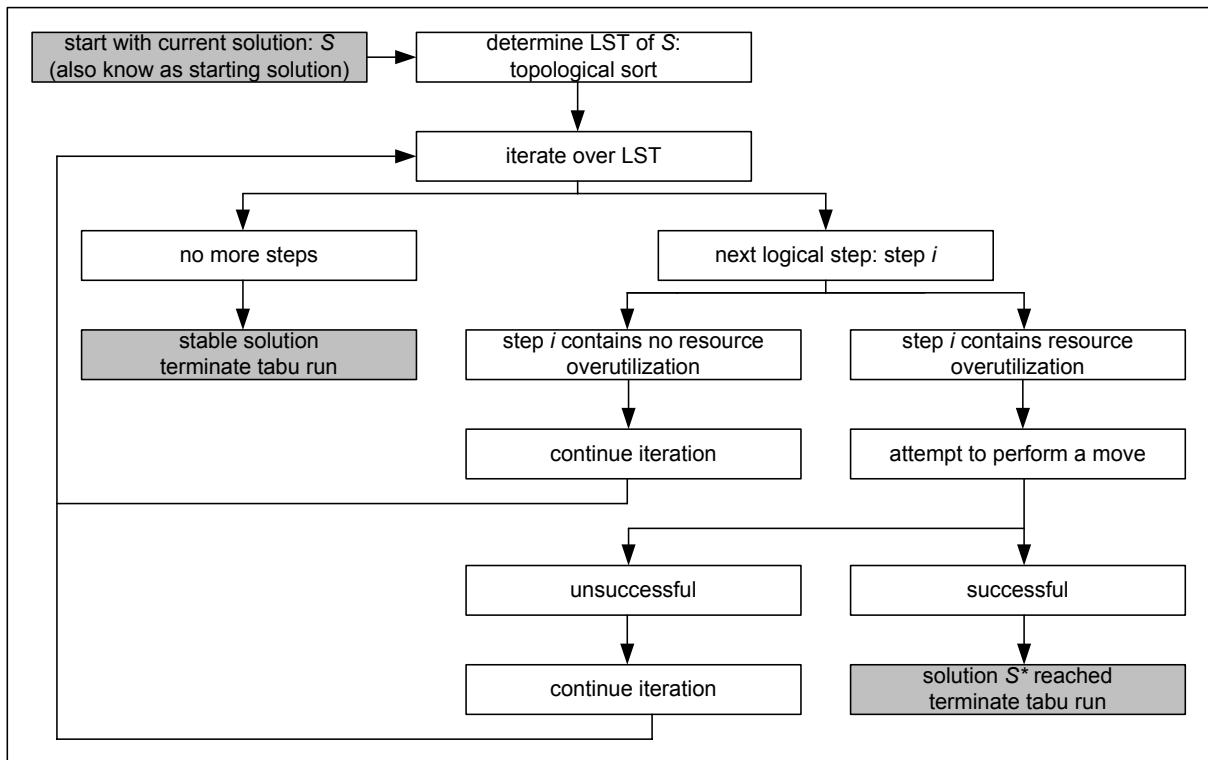 start with current solution: S
(also know as starting solution)
determine LST of S:
topological sort
iterate over LST
no more steps
next logical step: step i
stable solution
terminate tabu run
step i contains no resource
overutilization
step i contains resource
overutilization
continue iteration
attempt to perform a move
unsuccessful
successful
continue iteration
solution S* reached
terminate tabu run